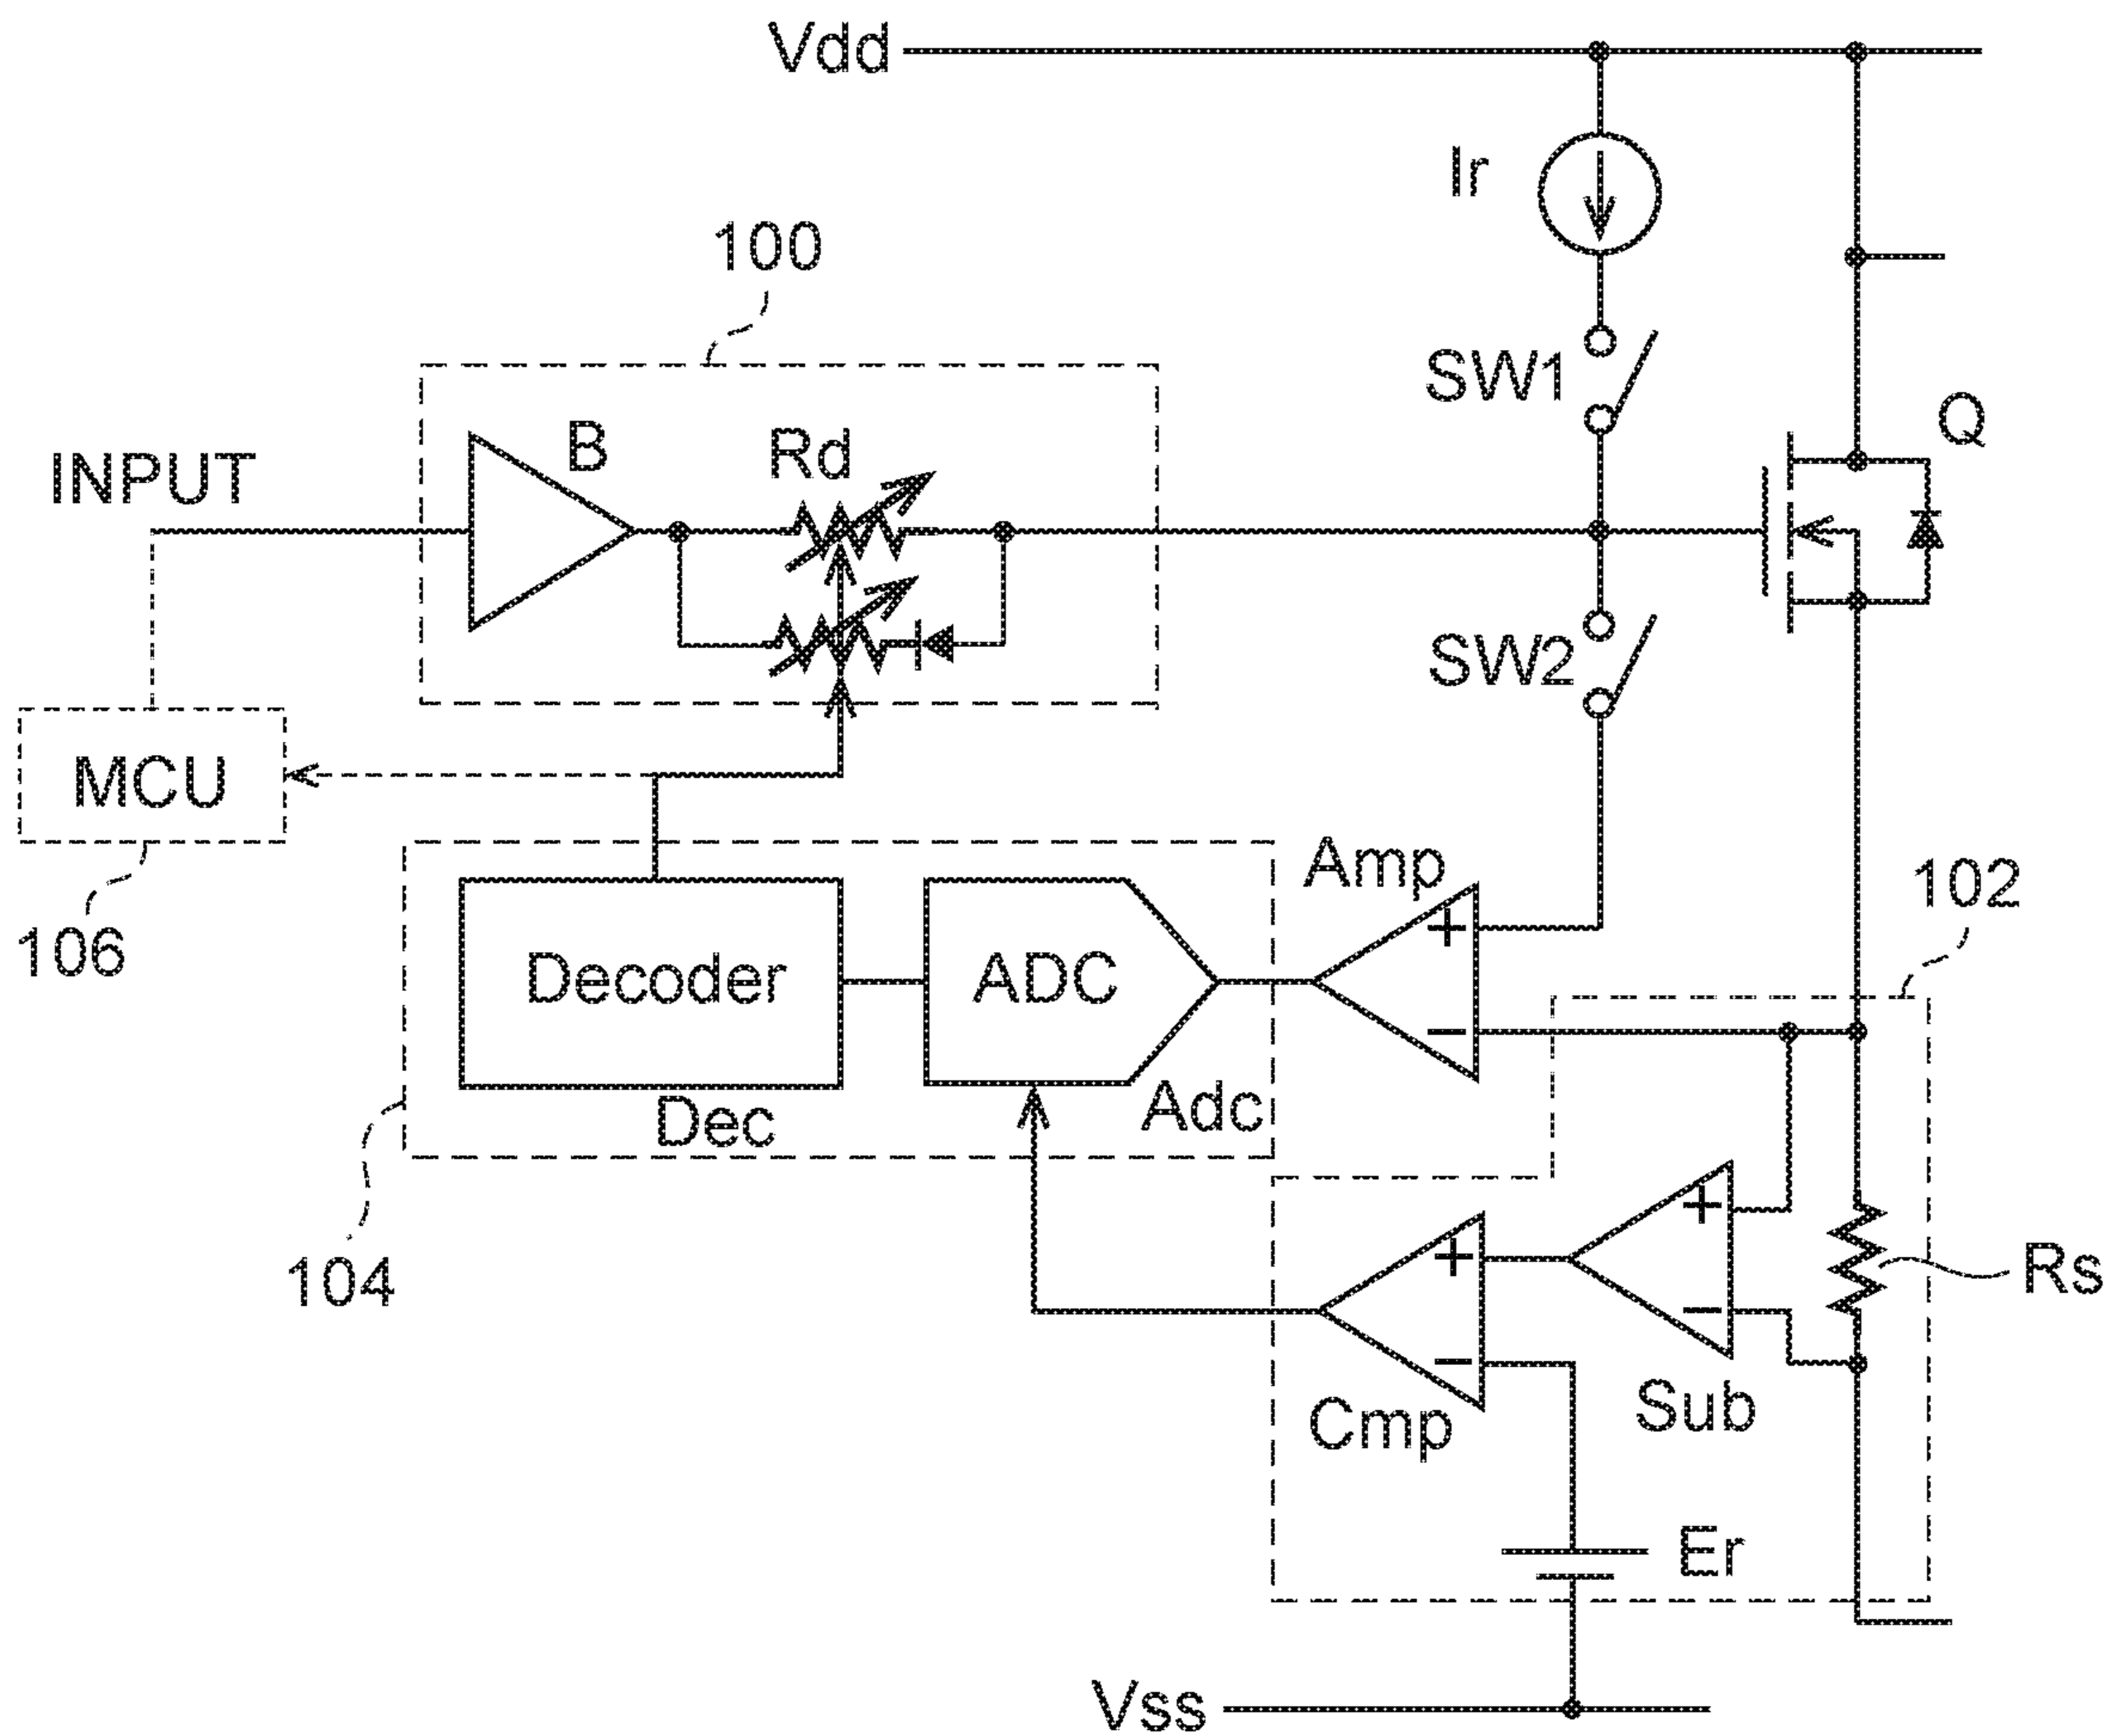 Vdd
Ir
100
SW1
Q
B
Rd
INPUT
SW2
MCU
Amp
102
106
Decoder
ADC
+
−
Dec
Adc
+
104
+
Rs
−
−
Sub
Cmp
Er
Vss